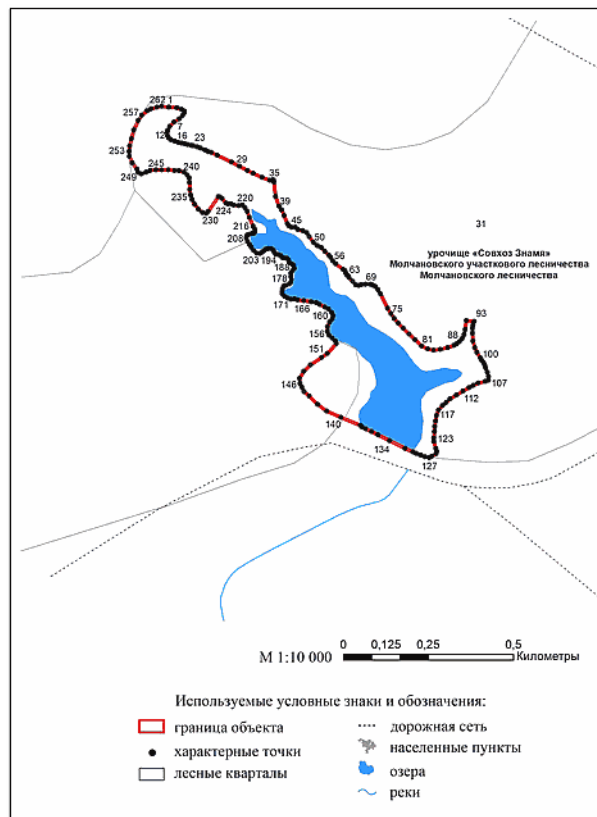 262 1
257
7
12 16 23
253
29
35
249
245
240
39
235
230
224
220
45
216
31
208
50
203 194
56
урочище «Совхоз Знамя»
Молчановского участкового лесничества
Молчановского лесничества
188
63
69
178
171
166
160
75
93
156
81
88
151
100
146
107
112
117
140
123
134
127
0 0,125 0,25 0,5
М 1:10 000
Километры
Используемые условные знаки и обозначения:
граница объекта
дорожная сеть
характерные точки
населенные пункты
лесные кварталы
озера
реки